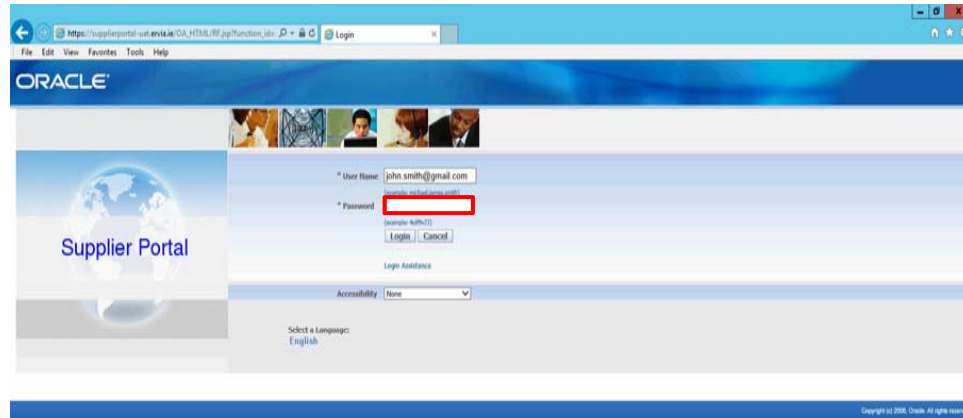 https://supplierportal-uat.ervia.ie/OA_HTML/RF.jsp?function_id=
Login
File Edit View Favorites Tools Help
ORACLE
* User Name john.smith@gmail.com
(example: michael.james.smith)
* Password
(example: 4u99v23)
Login Cancel
Login Assistance
Supplier Portal
Accessibility None
Select a Language:
English
Copyright (c) 2006, Oracle. All rights